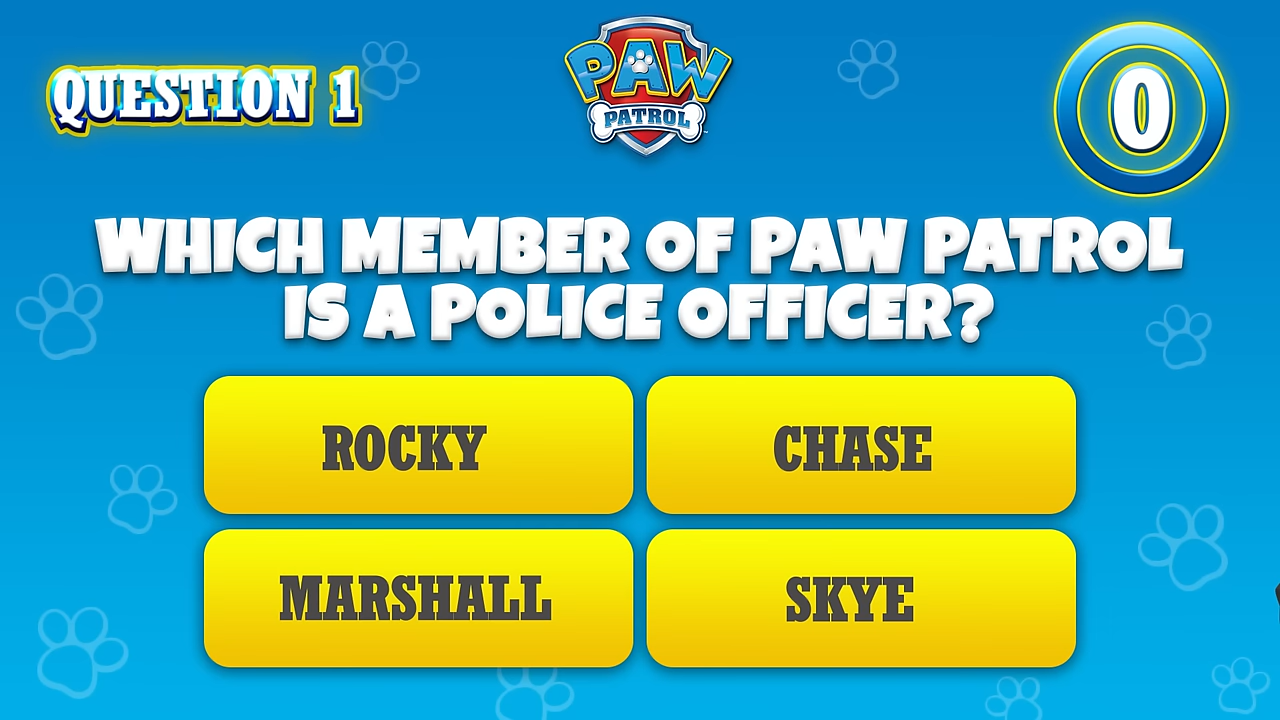 QUESTION 1
PAW
PATROL
0
WHICH MEMBER OF PAW PATROL
IS A POLICE OFFICER?
ROCKY
CHASE
MARSHALL
SKYE